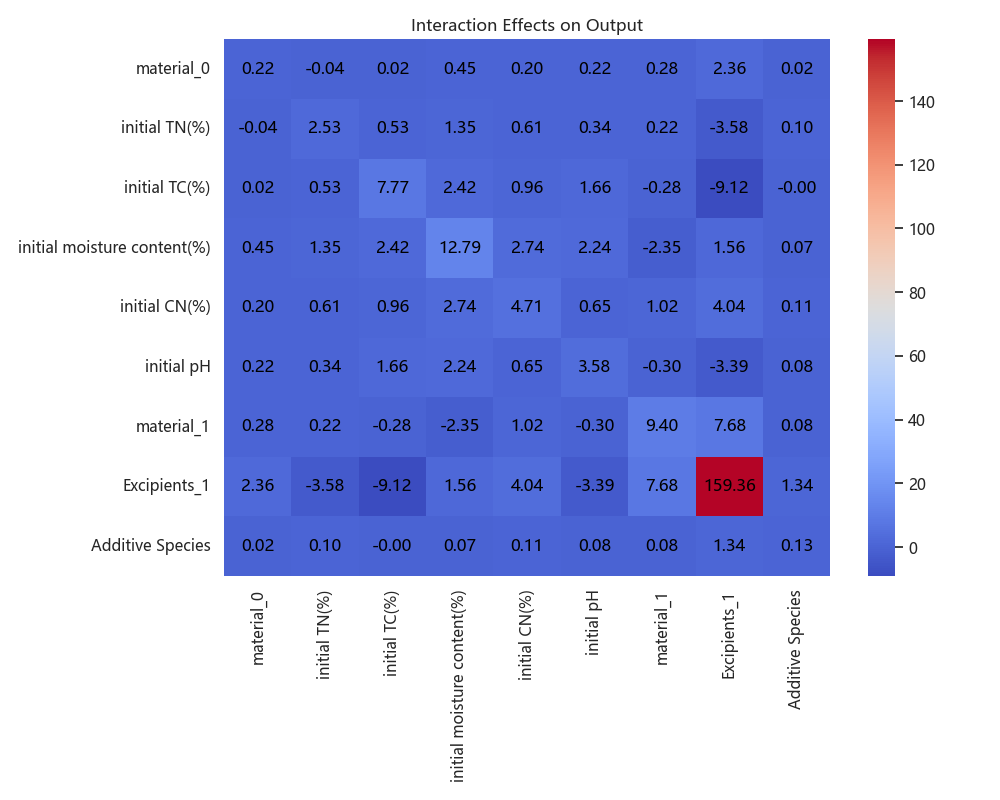 Interaction Effects on Output
material_0 0.22 -0.04 0.02 0.45 0.20 0.22 0.28 2.36 0.02
initial TN(%) -0.04 2.53 0.53 1.35 0.61 0.34 0.22 -3.58 0.10
initial TC(%) 0.02 0.53 7.77 2.42 0.96 1.66 -0.28 -9.12 -0.00
initial moisture content(%) 0.45 1.35 2.42 12.79 2.74 2.24 -2.35 1.56 0.07
initial CN(%) 0.20 0.61 0.96 2.74 4.71 0.65 1.02 4.04 0.11
initial pH 0.22 0.34 1.66 2.24 0.65 3.58 -0.30 -3.39 0.08
material_1 0.28 0.22 -0.28 -2.35 1.02 -0.30 9.40 7.68 0.08
Excipients_1 2.36 -3.58 -9.12 1.56 4.04 -3.39 7.68 159.36 1.34
Additive Species 0.02 0.10 -0.00 0.07 0.11 0.08 0.08 1.34 0.13
material_0
initial TN(%)
initial TC(%)
initial moisture content(%)
initial CN(%)
initial pH
material_1
Excipients_1
Additive Species
140
120
100
80
60
40
20
0